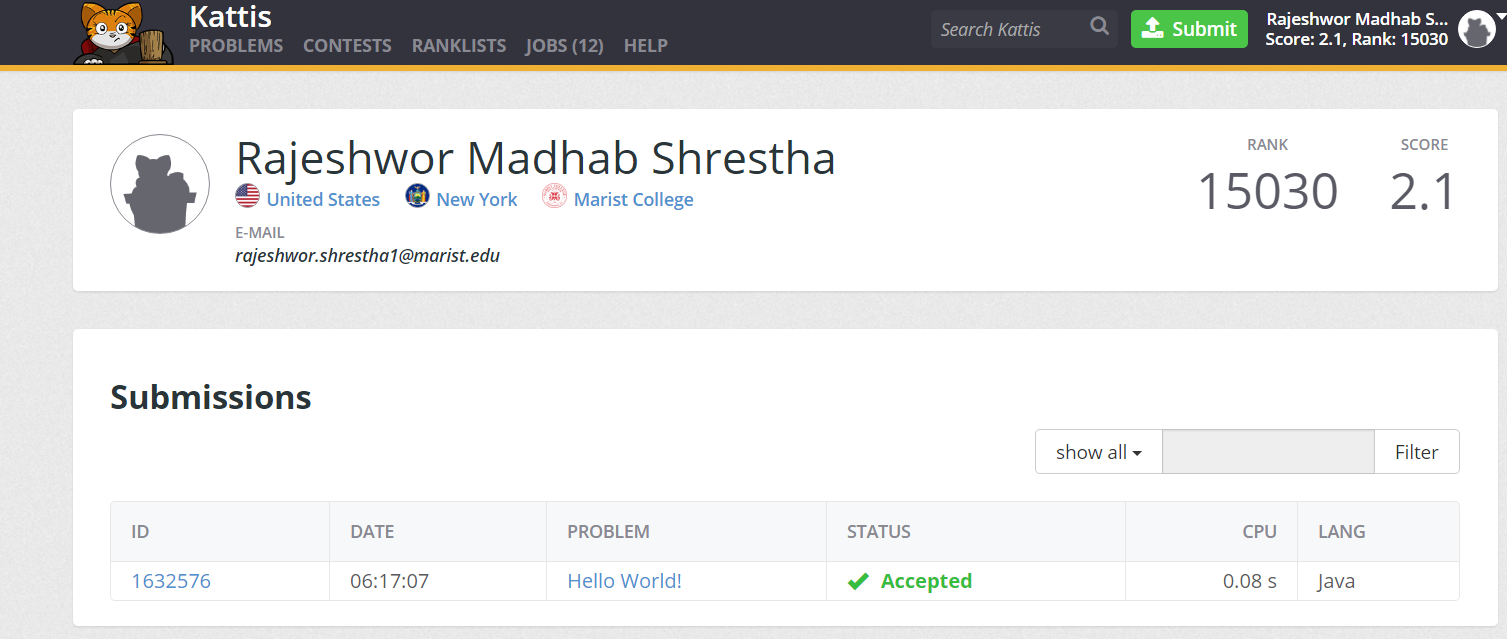 Kattis
PROBLEMS CONTESTS RANKLISTS JOBS (12) HELP
Search Kattis
Submit
Rajeshwor Madhab S...
Score: 2.1, Rank: 15030
Rajeshwor Madhab Shrestha
United States New York Marist College
E-MAIL
rajeshwor.shrestha1@marist.edu
RANK SCORE
15030 2.1
Submissions
show all Filter
ID DATE PROBLEM STATUS CPU LANG
1632576 06:17:07 Hello World! Accepted 0.08 s Java